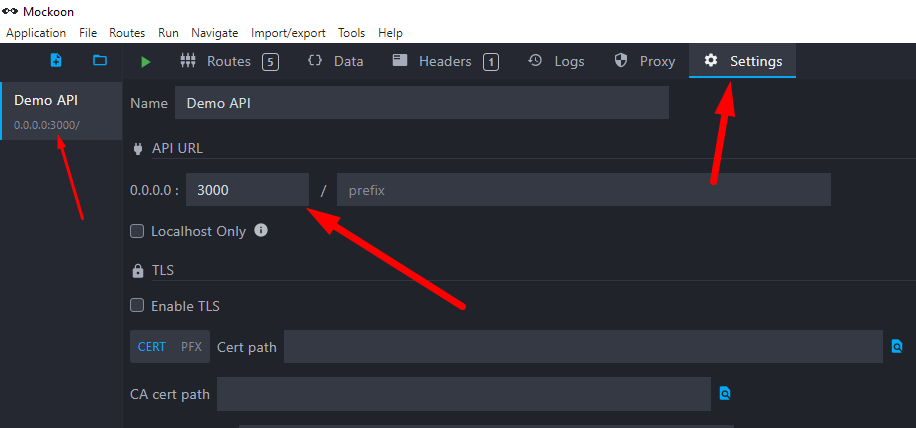 Mockoon
Application File Routes Run Navigate Import/export Tools Help
Routes 5 Data Headers 1 Logs Proxy Settings
Demo API
0.0.0.0:3000/
Name Demo API
API URL
0.0.0.0 : 3000 / prefix
Localhost Only
TLS
Enable TLS
CERT PFX Cert path
CA cert path